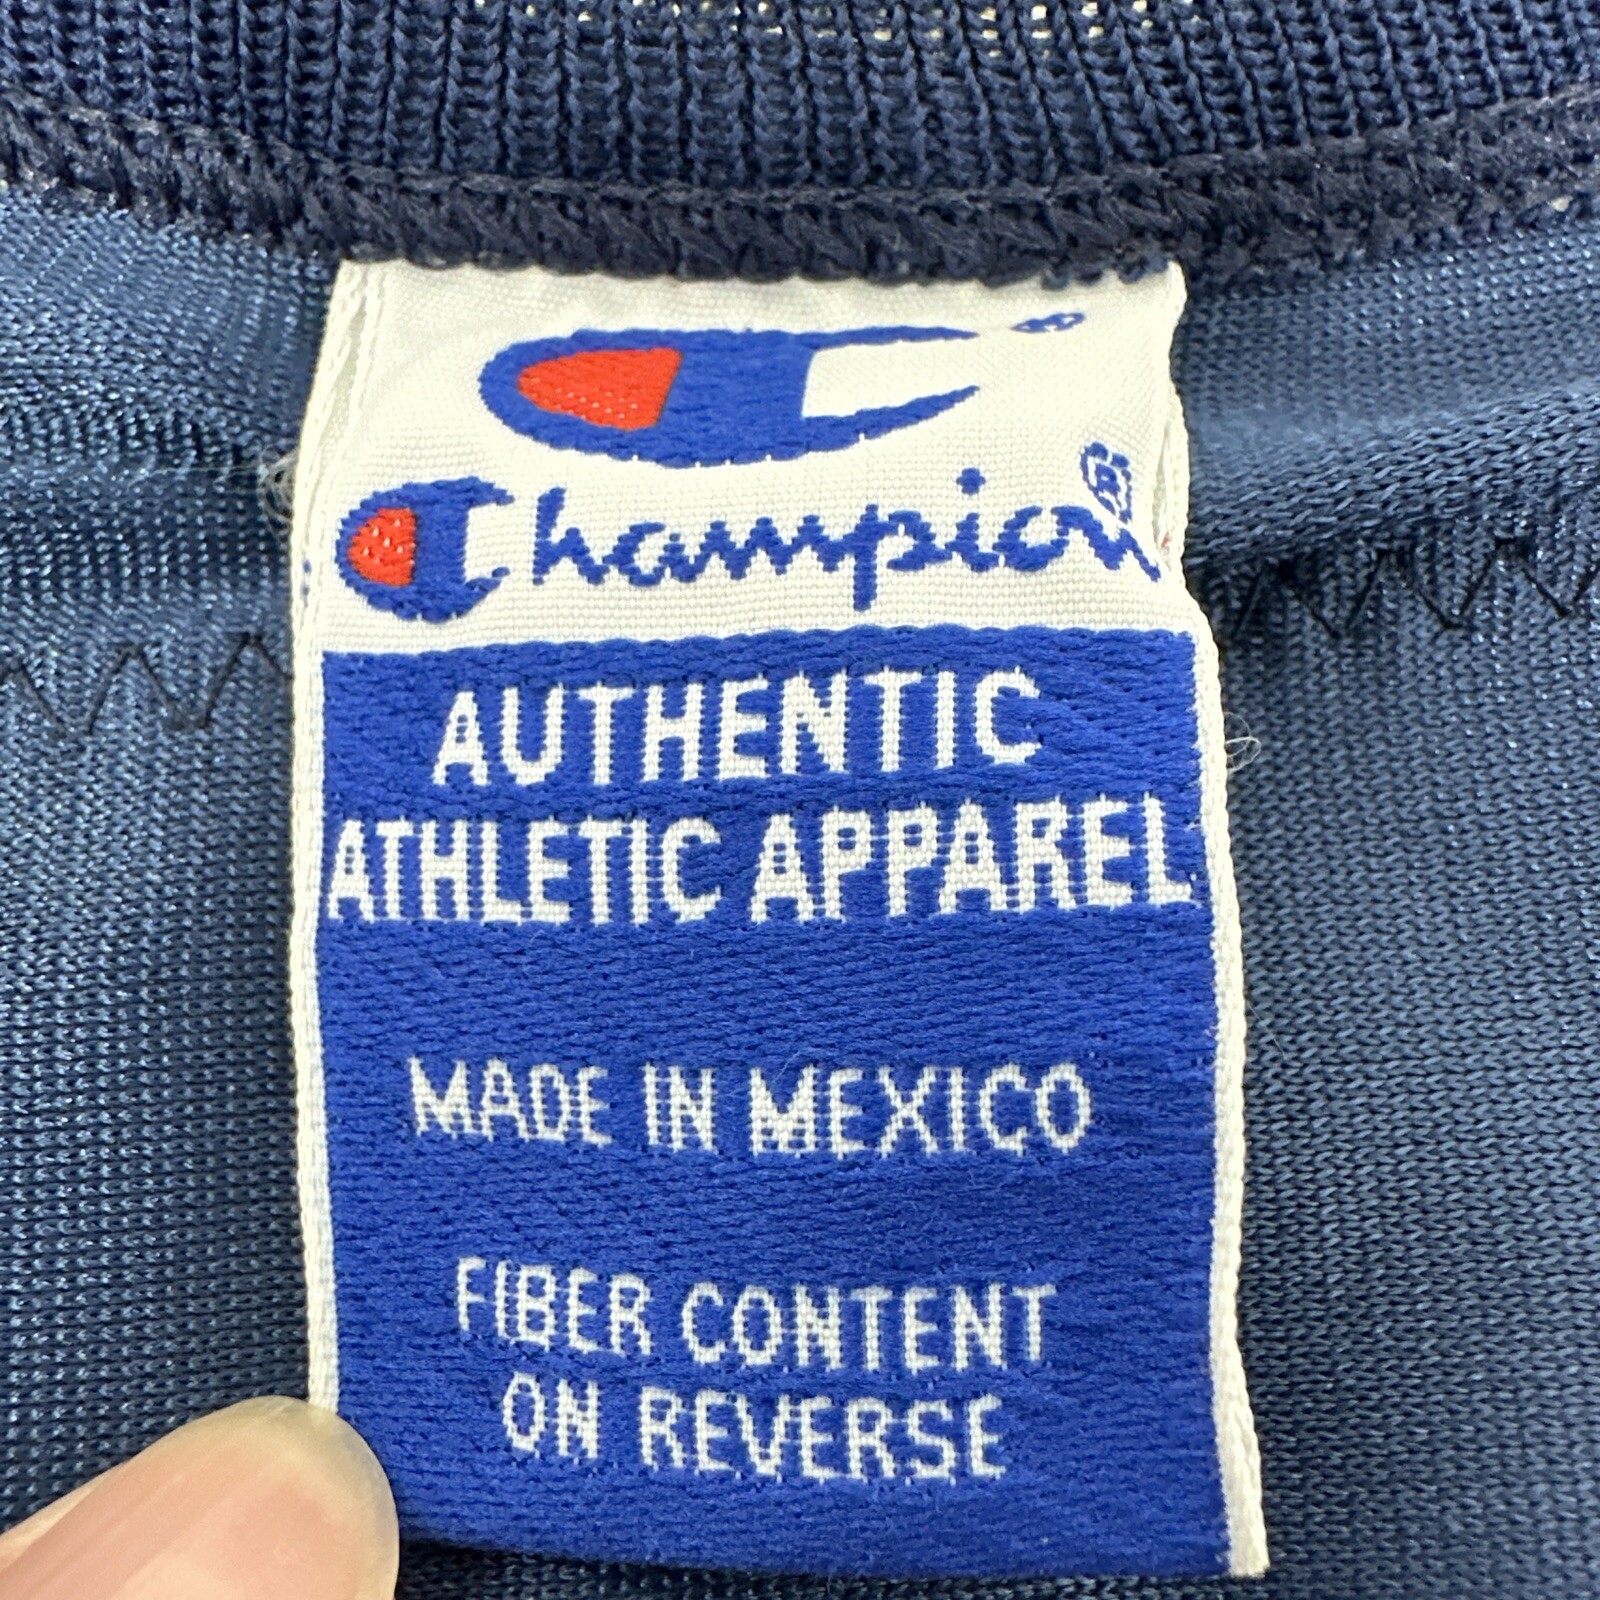 Champion®
AUTHENTIC
ATHLETIC APPAREL
MADE IN MEXICO
FIBER CONTENT
ON REVERSE